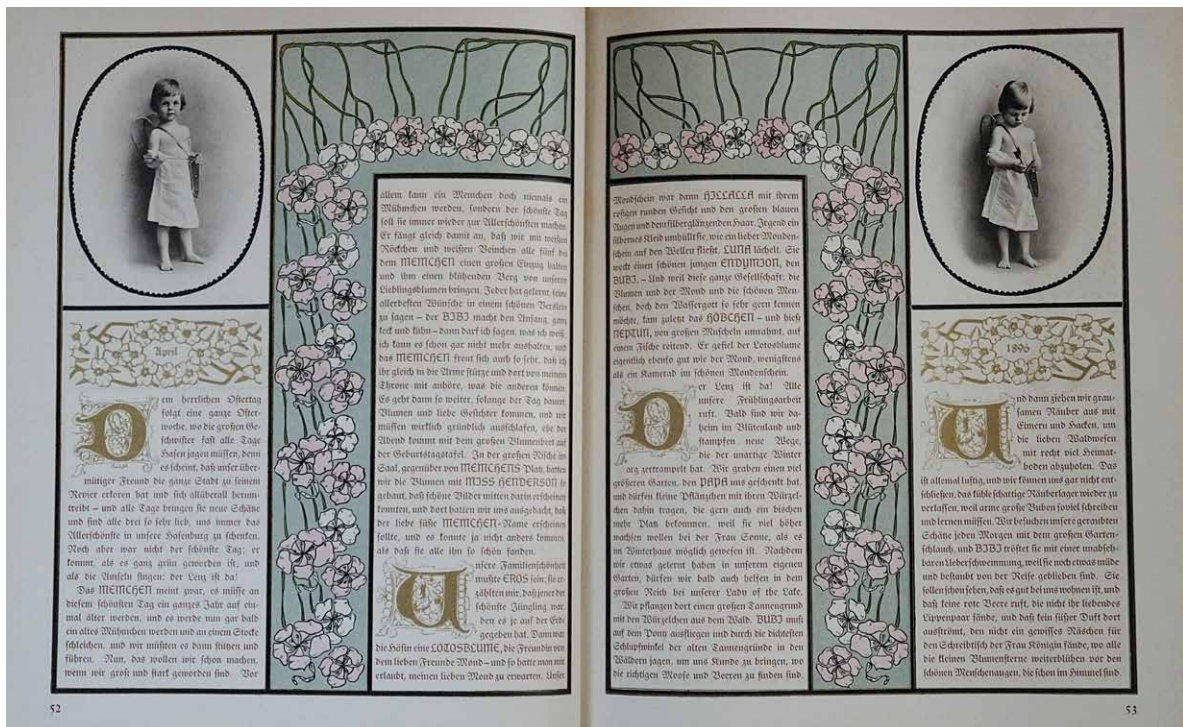 April
Dem herrlichen Ostertag
folgt eine ganze Oster-
woche, wo die großen Ge-
schwister fast alle Tage
Hasen jagen müssen, denn
es scheint, daß unser über-
mütiger Freund die ganze Stadt zu seinem
Revier erkoren hat und sich allüberall herum-
treibt – und alle Tage bringen sie neue Schätze
und sind alle drei so sehr lieb, uns immer das
Allerschönste in unsere Hasenburg zu schenken.
Noch aber war nicht der schönste Tag; er
kommt, als es ganz grün geworden ist, und
als die Amseln singen: der Lenz ist da!
Das MEMCHEN meint zwar, es müsse an
diesem schönsten Tag ein ganzes Jahr auf ein-
mal älter werden, und es werde nun gar bald
ein altes Mühmchen werden und an einem Stocke
schleichen, und wir müßten es dann stützen und
führen. Nun, das wollen wir schon machen,
wenn wir groß und stark geworden sind. Vor
allem kann ein Memchen doch niemals ein
Mühmchen werden, sondern der schönste Tag
soll sie immer wieder zur Allerschönsten machen.
Er fängt gleich damit an, daß wir mit weißen
Röckchen und weißen Beinchen alle fünf bei
dem MEMCHEN einen großen Einzug halten
und ihm einen blühenden Berg von unseren
Lieblingsblumen bringen. Jeder hat gelernt, seine
allerbesten Wünsche in einem schönen Verslein
zu sagen – der BIBI macht den Anfang, ganz
keck und kühn – dann darf ich sagen, was ich weiß,
ich kann es schon gar nicht mehr aushalten, und
das MEMCHEN freut sich auch so sehr, daß ich
ihr gleich in die Arme stürze und dort von meinem
Throne mit anhöre, was die anderen können.
Es geht dann so weiter, solange der Tag dauert,
Blumen und liebe Gesichter kommen, und wir
müssen wirklich gründlich ausschlafen, ehe der
Abend kommt mit dem großen Blumenbeet auf
der Geburtstagstafel. In der großen Nische im
Saal, gegenüber von MEMCHENS Platz, hatten
wir die Blumen mit MISS HENDERSON so
gebaut, daß schöne Bilder mitten darin erscheinen
konnten, und dort hatten wir uns ausgedacht, daß
der liebe süße MEMCHEN-Name erscheinen
sollte, und es konnte ja nicht anders kommen,
als daß sie alle ihn so schön fanden.
Unsere Familienschönheit
mußte EROS sein; sie er-
zählten mir, daß jener der
schönste Jüngling war,
den es je auf der Erde
gegeben hat. Dann war
die Häsin eine LOTOSBLUME, die Freundin von
dem lieben Freunde Mond – und so hatte man mir
erlaubt, meinen lieben Mond zu erwarten. Unser
52
Mondschein war dann HILLALLA mit ihrem
rosigen runden Gesicht und den großen blauen
Augen und dem silberglänzenden Haar. Irgend ein
silbernes Kleid umhüllt sie, wie ein lieber Monden-
schein auf den Wellen fließt. LUNA lächelt. Sie
weckt einen schönen jungen ENDYMION, den
BUBI. – Und weil diese ganze Gesellschaft: die
Blumen und der Mond und die schönen Men-
schen, doch den Wassergott so sehr gern kennen
möchte, kam zuletzt das HÖBCHEN – und hieß
NEPTUN, von großen Muscheln umrahmt, auf
einem Fische reitend. Er gefiel der Lotosblume
eigentlich ebenso gut wie der Mond, wenigstens
als ein Kamerad im schönen Mondenschein.
Der Lenz ist da! Alle
unsere Frühlingsarbeit
ruft. Bald sind wir da-
heim im Blütenland und
stampfen neue Wege,
die der unartige Winter
arg zertrampelt hat. Wir graben einen viel
größeren Garten, den PAPA uns geschenkt hat,
und dürfen kleine Pflänzchen mit ihren Würzel-
chen dahin tragen, die gern auch ein bischen
mehr Platz bekommen, weil sie viel höher
wachsen wollen bei der Frau Sonne, als es
im Winterhaus möglich gewesen ist. Nachdem
wir etwas gelernt haben in unserem eigenen
Garten, dürfen wir bald auch helfen in dem
großen Reich bei unserer Lady of the Lake.
Wir pflanzen dort einen großen Tannengrund
mit den Würzelchen aus dem Wald. BUBI muß
auf dem Pony ausfliegen und durch die dichtesten
Schlupfwinkel der alten Tannengründe in den
Wäldern jagen, um uns Kunde zu bringen, wo
die richtigen Moose und Beeren zu finden sind.
1896
Und dann ziehen wir grau-
samen Räuber aus mit
Eimern und Hacken, um
die lieben Waldwesen
mit recht viel Heimat-
boden abzuholen. Das
ist allemal lustig, und wir können uns gar nicht ent-
schließen, das kühle schattige Räuberlager wieder zu
verlassen, weil arme große Buben soviel schreiben
und lernen müssen. Wir besuchen unsere geraubten
Schätze jeden Morgen mit dem großen Garten-
schlauch, und BIBI tröstet sie mit einer unabseh-
baren Ueberschwemmung, weil sie noch etwas müde
und bestaubt von der Reise geblieben sind. Sie
sollen schon sehen, daß es gut bei uns wohnen ist, und
daß keine rote Beere ruft, die nicht ihr liebendes
Lippenpaar fände, und daß kein süßer Duft dort
ausströmt, den nicht ein gewisses Näschen für
den Schreibtisch der Frau Königin fände, wo alle
die kleinen Blumensterne weiterblühen vor den
schönen Menschenaugen, die schon im Himmel sind.
53